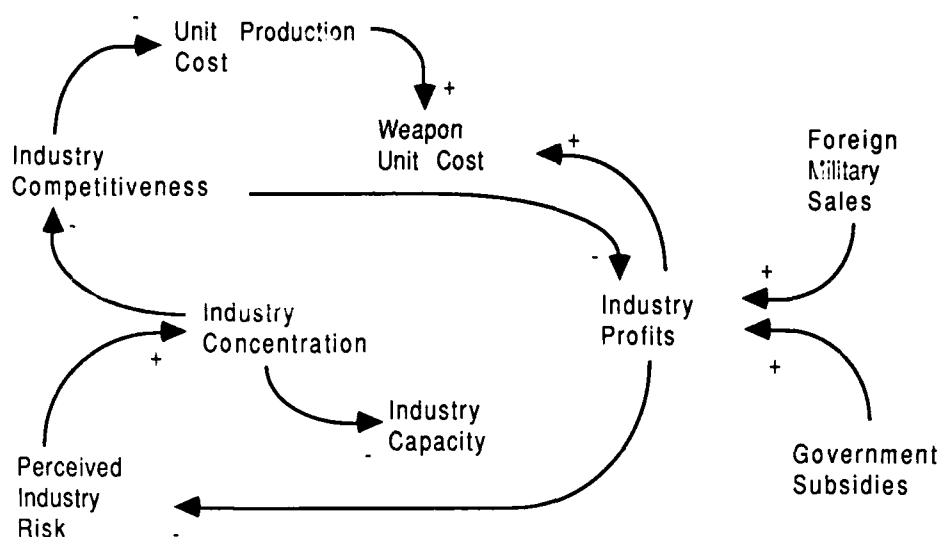 -
Unit Production
Cost
+
Weapon
Unit Cost
+
Foreign
Military
Sales
Industry
Competitiveness
-
-
+
Industry
Profits
Industry
Concentration
+
+
Industry
Capacity
-
Perceived
Industry
Risk
-
Government
Subsidies